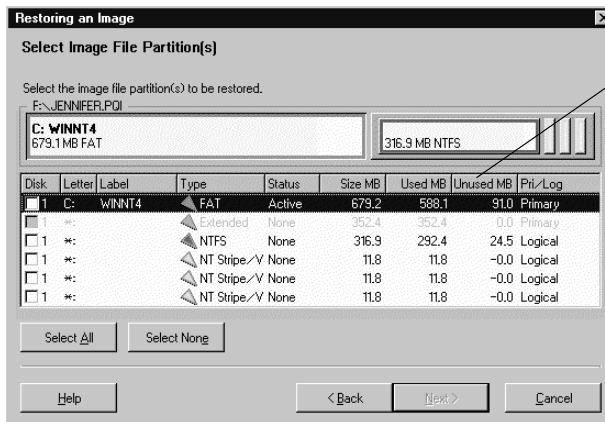 Restoring an Image
Select Image File Partition(s)
Select the image file partition(s) to be restored.
F:\JENNIFER.PQI
C: WINNT4
679.1 MB FAT
316.9 MB NTFS
Disk Letter Label Type Status Size MB Used MB Unused MB Pri/Log
1 C: WINNT4 FAT Active 679.2 588.1 91.0 Primary
1 *: Extended None 352.4 352.4 0.0 Primary
1 *: NTFS None 316.9 292.4 24.5 Logical
1 *: NT Stripe/V None 11.8 11.8 -0.0 Logical
1 *: NT Stripe/V None 11.8 11.8 -0.0 Logical
1 *: NT Stripe/V None 11.8 11.8 -0.0 Logical
Select All Select None
Help < Back Next > Cancel